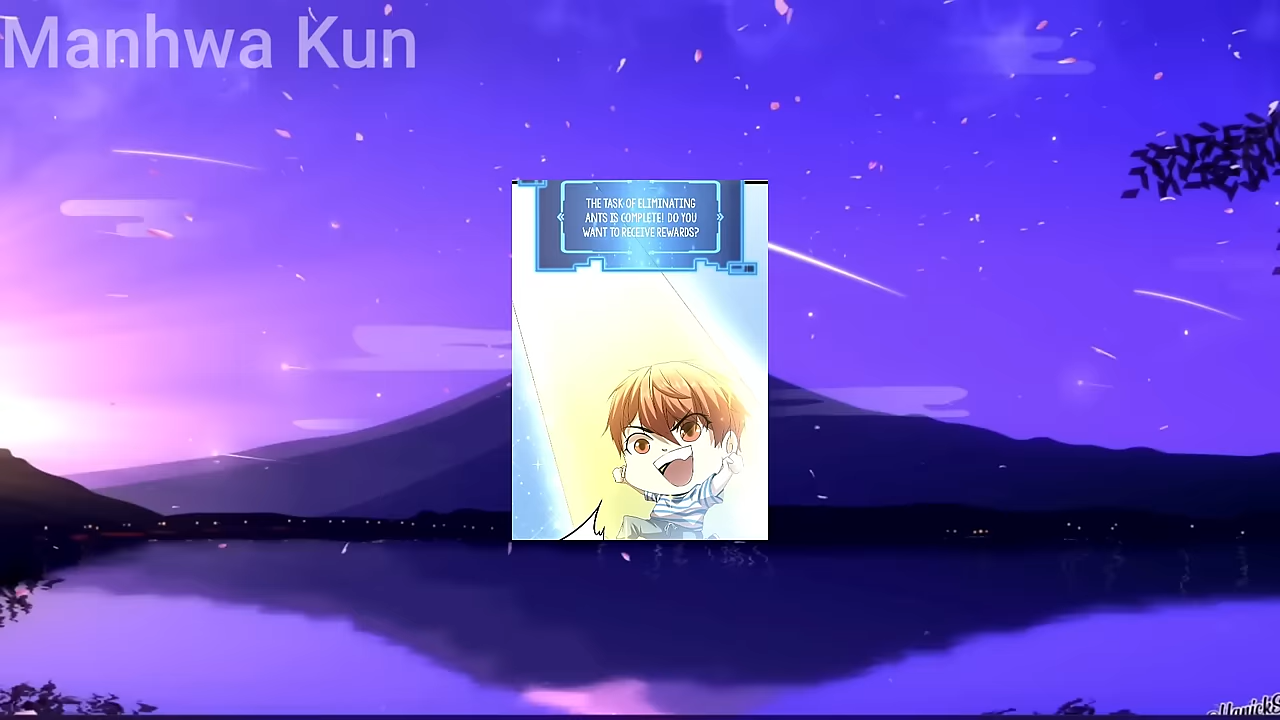 Manhwa Kun
THE TASK OF ELIMINATING
ANTS IS COMPLETE! DO YOU
WANT TO RECEIVE REWARDS?